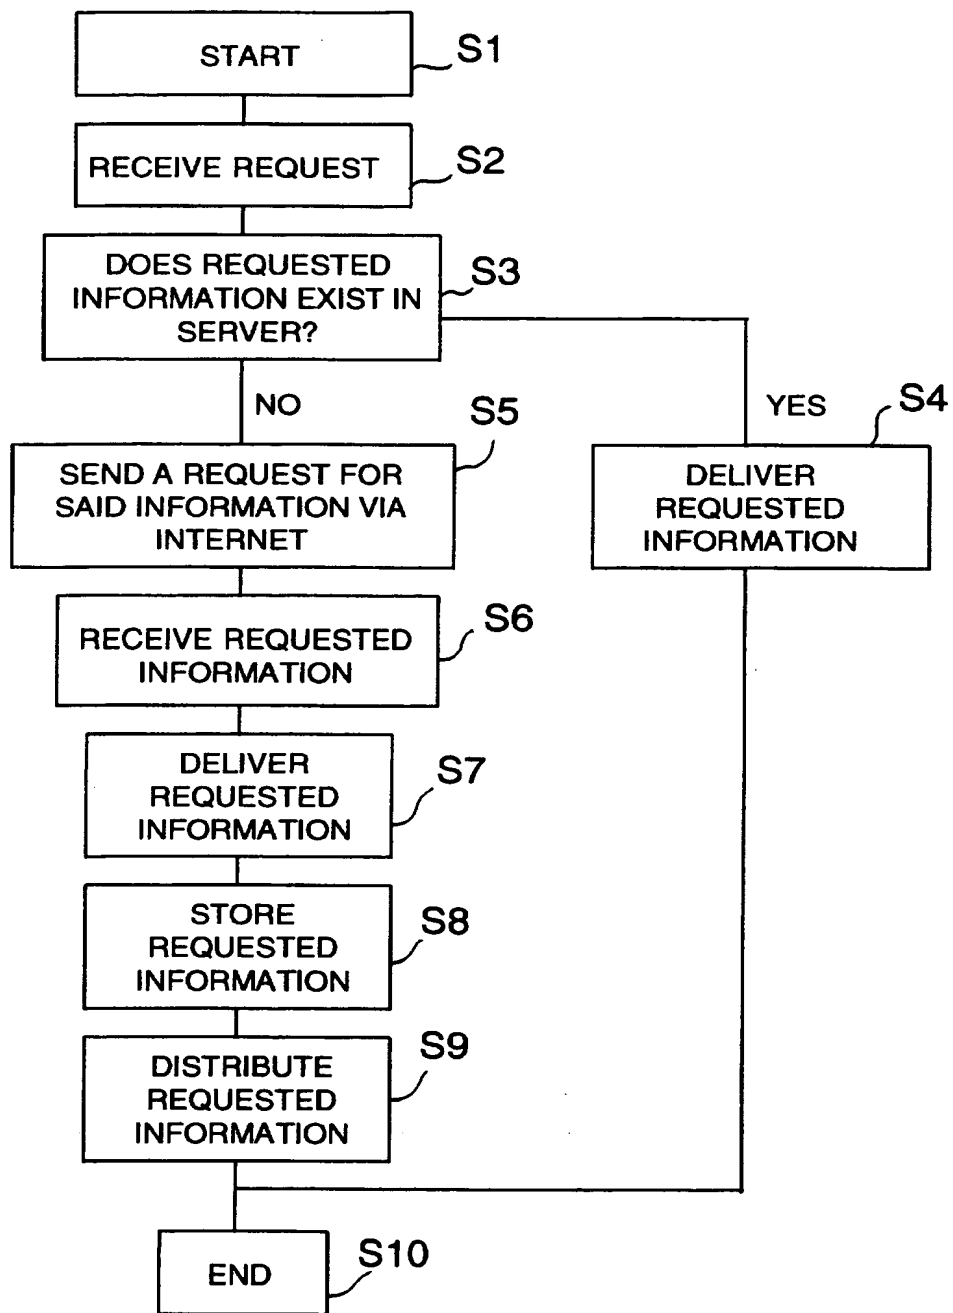 START
S1
RECEIVE REQUEST
S2
DOES REQUESTED
INFORMATION EXIST IN
SERVER?
S3
NO
YES
S4
DELIVER
REQUESTED
INFORMATION
S5
SEND A REQUEST FOR
SAID INFORMATION VIA
INTERNET
S6
RECEIVE REQUESTED
INFORMATION
S7
DELIVER
REQUESTED
INFORMATION
S8
STORE
REQUESTED
INFORMATION
S9
DISTRIBUTE
REQUESTED
INFORMATION
END
S10